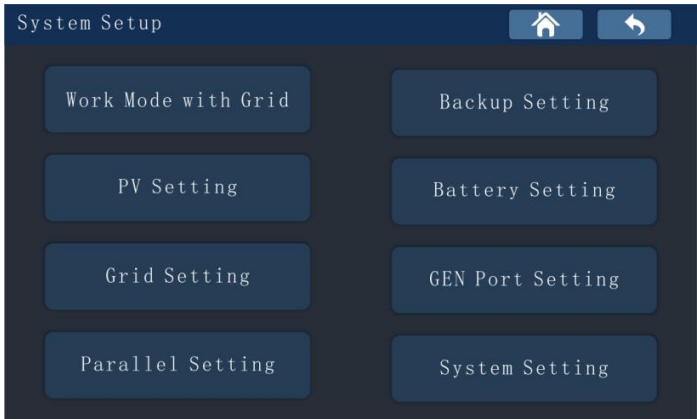 System Setup
Work Mode with Grid
Backup Setting
PV Setting
Battery Setting
Grid Setting
GEN Port Setting
Parallel Setting
System Setting